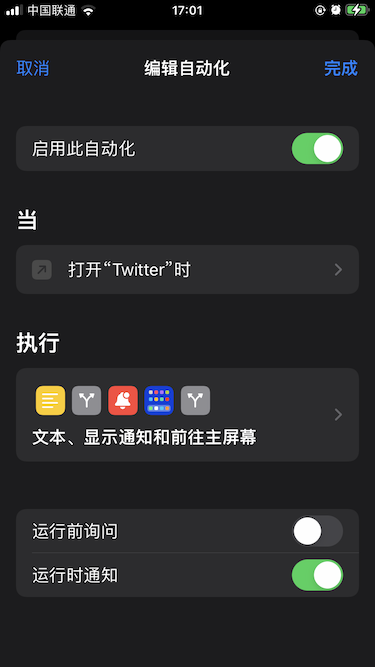 中国联通
17:01
取消
编辑自动化
完成
启用此自动化
当
打开“Twitter”时
执行
文本、显示通知和前往主屏幕
运行前询问
运行时通知